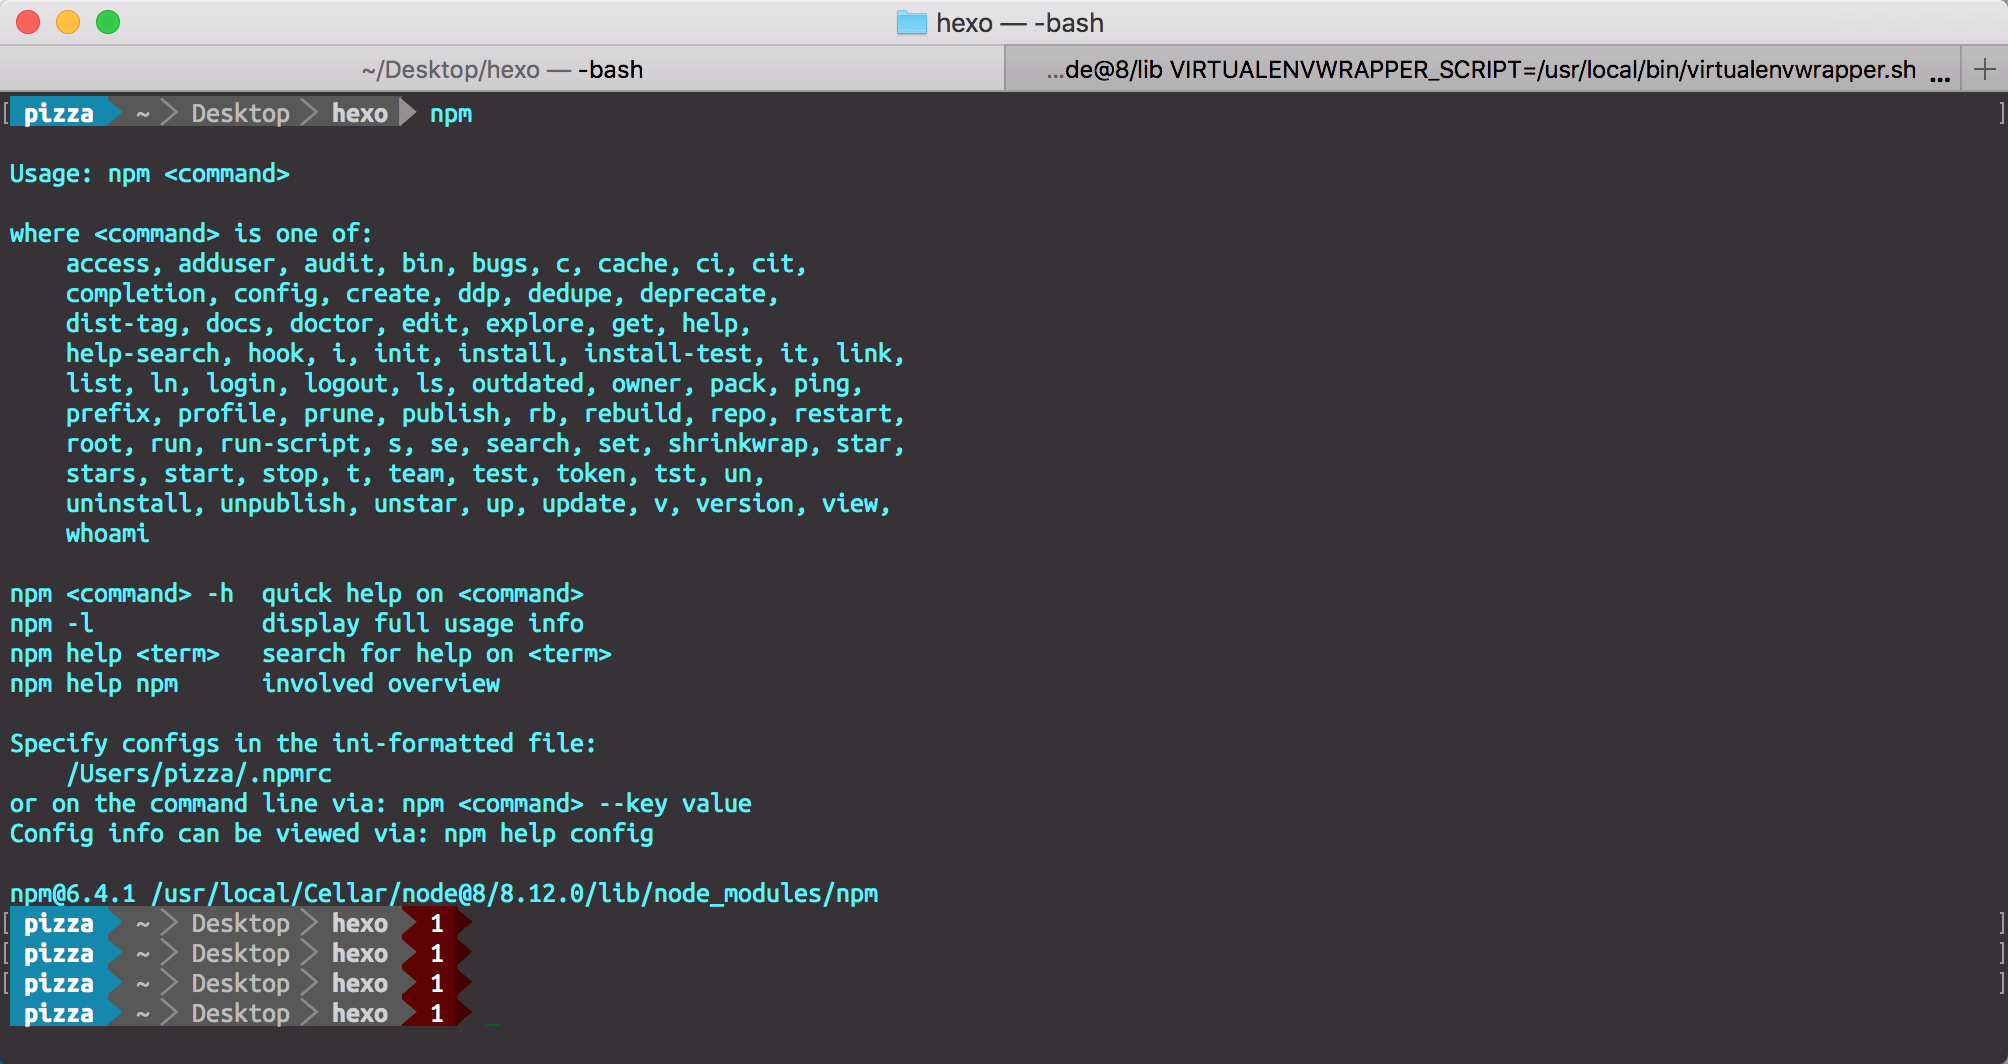 hexo — -bash
~/Desktop/hexo — -bash
...de@8/lib VIRTUALENVWRAPPER_SCRIPT=/usr/local/bin/virtualenvwrapper.sh ... +
[ pizza ~ Desktop hexo npm ]
Usage: npm <command>
where <command> is one of:
access, adduser, audit, bin, bugs, c, cache, ci, cit,
completion, config, create, ddp, dedupe, deprecate,
dist-tag, docs, doctor, edit, explore, get, help,
help-search, hook, i, init, install, install-test, it, link,
list, ln, login, logout, ls, outdated, owner, pack, ping,
prefix, profile, prune, publish, rb, rebuild, repo, restart,
root, run, run-script, s, se, search, set, shrinkwrap, star,
stars, start, stop, t, team, test, token, tst, un,
uninstall, unpublish, unstar, up, update, v, version, view,
whoami
npm <command> -h  quick help on <command>
npm -l            display full usage info
npm help <term>   search for help on <term>
npm help npm      involved overview
Specify configs in the ini-formatted file:
/Users/pizza/.npmrc
or on the command line via: npm <command> --key value
Config info can be viewed via: npm help config
npm@6.4.1 /usr/local/Cellar/node@8/8.12.0/lib/node_modules/npm
[ pizza ~ Desktop hexo 1 ]
[ pizza ~ Desktop hexo 1 ]
[ pizza ~ Desktop hexo 1 ]
pizza ~ Desktop hexo 1 _